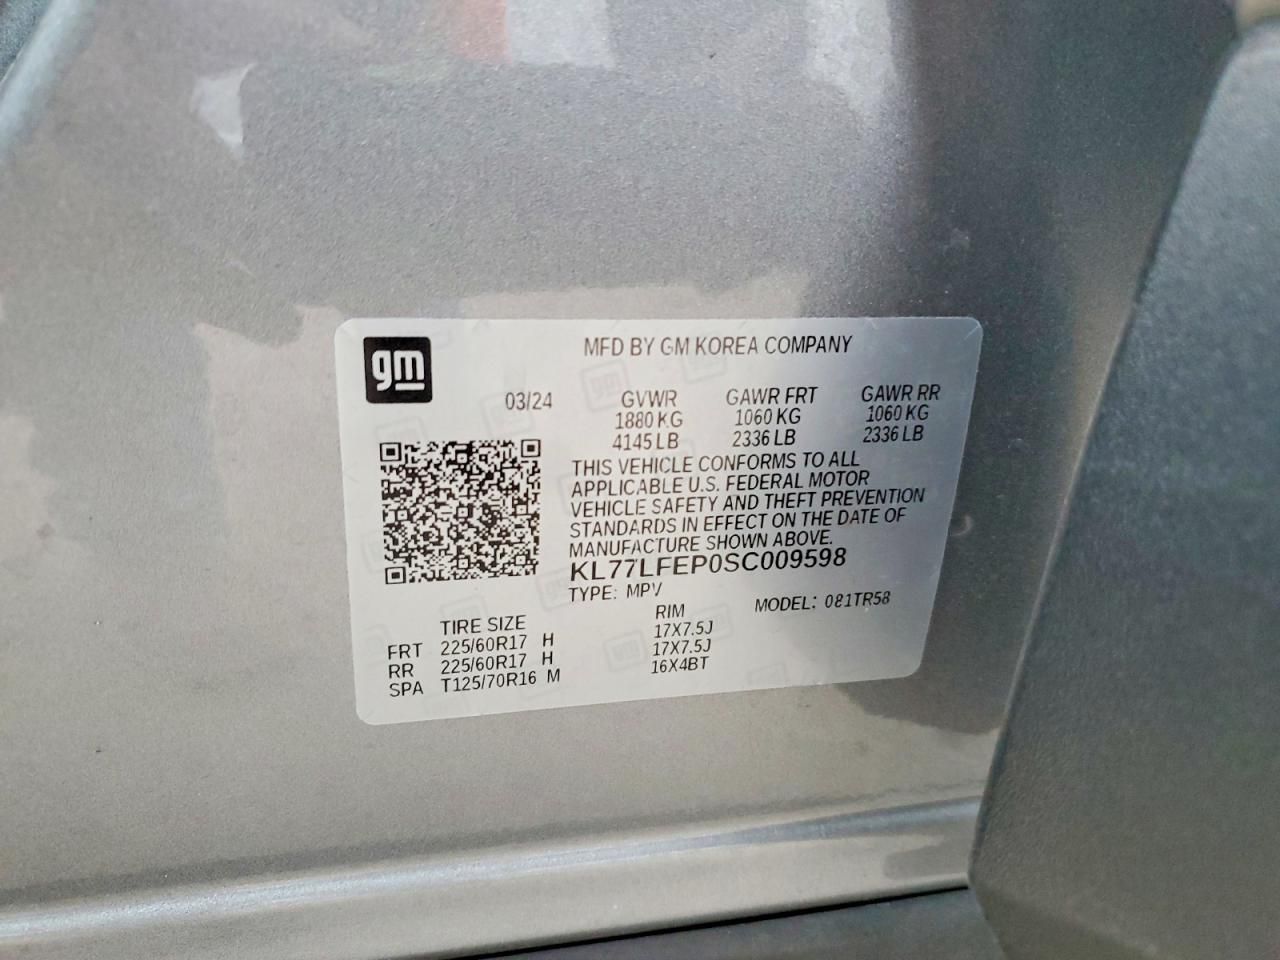 gm
MFD BY GM KOREA COMPANY
03/24 GVWR GAWR FRT GAWR RR
1880 KG 1060 KG 1060 KG
4145 LB 2336 LB 2336 LB
THIS VEHICLE CONFORMS TO ALL
APPLICABLE U.S. FEDERAL MOTOR
VEHICLE SAFETY AND THEFT PREVENTION
STANDARDS IN EFFECT ON THE DATE OF
MANUFACTURE SHOWN ABOVE.
KL77LFEP0SC009598
TYPE: MPV MODEL: 081TR58
TIRE SIZE RIM
FRT 225/60R17 H 17X7.5J
RR 225/60R17 H 17X7.5J
SPA T125/70R16 M 16X4BT